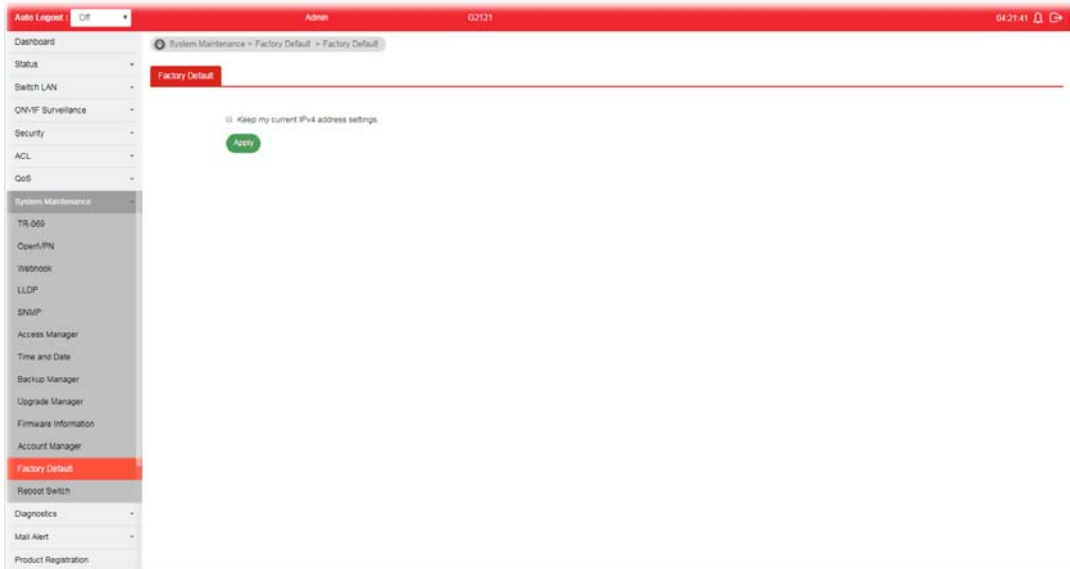 Auto Logout : Off Admin G2121 04:21:41
Dashboard
Status
Switch LAN
ONVIF Surveillance
Security
ACL
QoS
System Maintenance
TR-069
OpenVPN
Webhook
LLDP
SNMP
Access Manager
Time and Date
Backup Manager
Upgrade Manager
Firmware Information
Account Manager
Factory Default
Reboot Switch
Diagnostics
Mail Alert
Product Registration
System Maintenance > Factory Default > Factory Default
Factory Default
Keep my current IPv4 address settings.
Apply